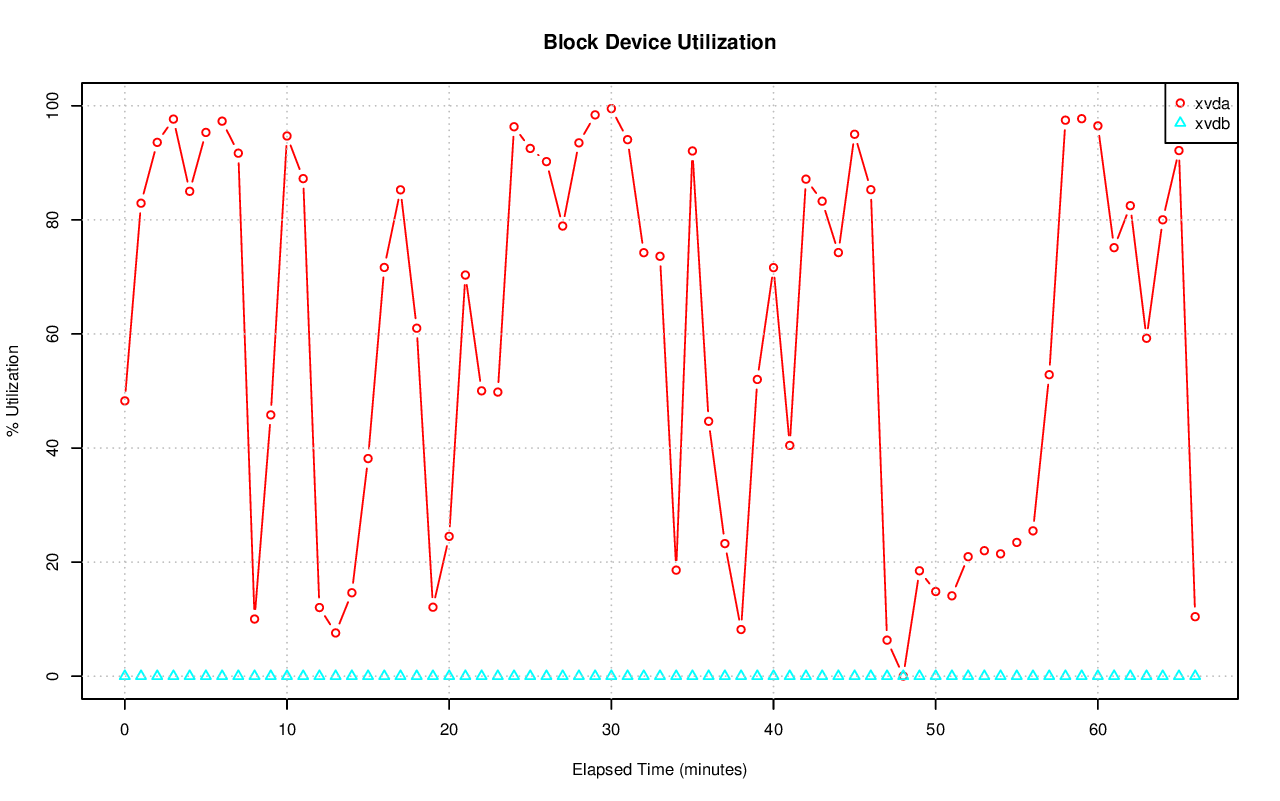 Block Device Utilization
xvda
xvdb
% Utilization
100
80
60
40
20
0
0 10 20 30 40 50 60
Elapsed Time (minutes)